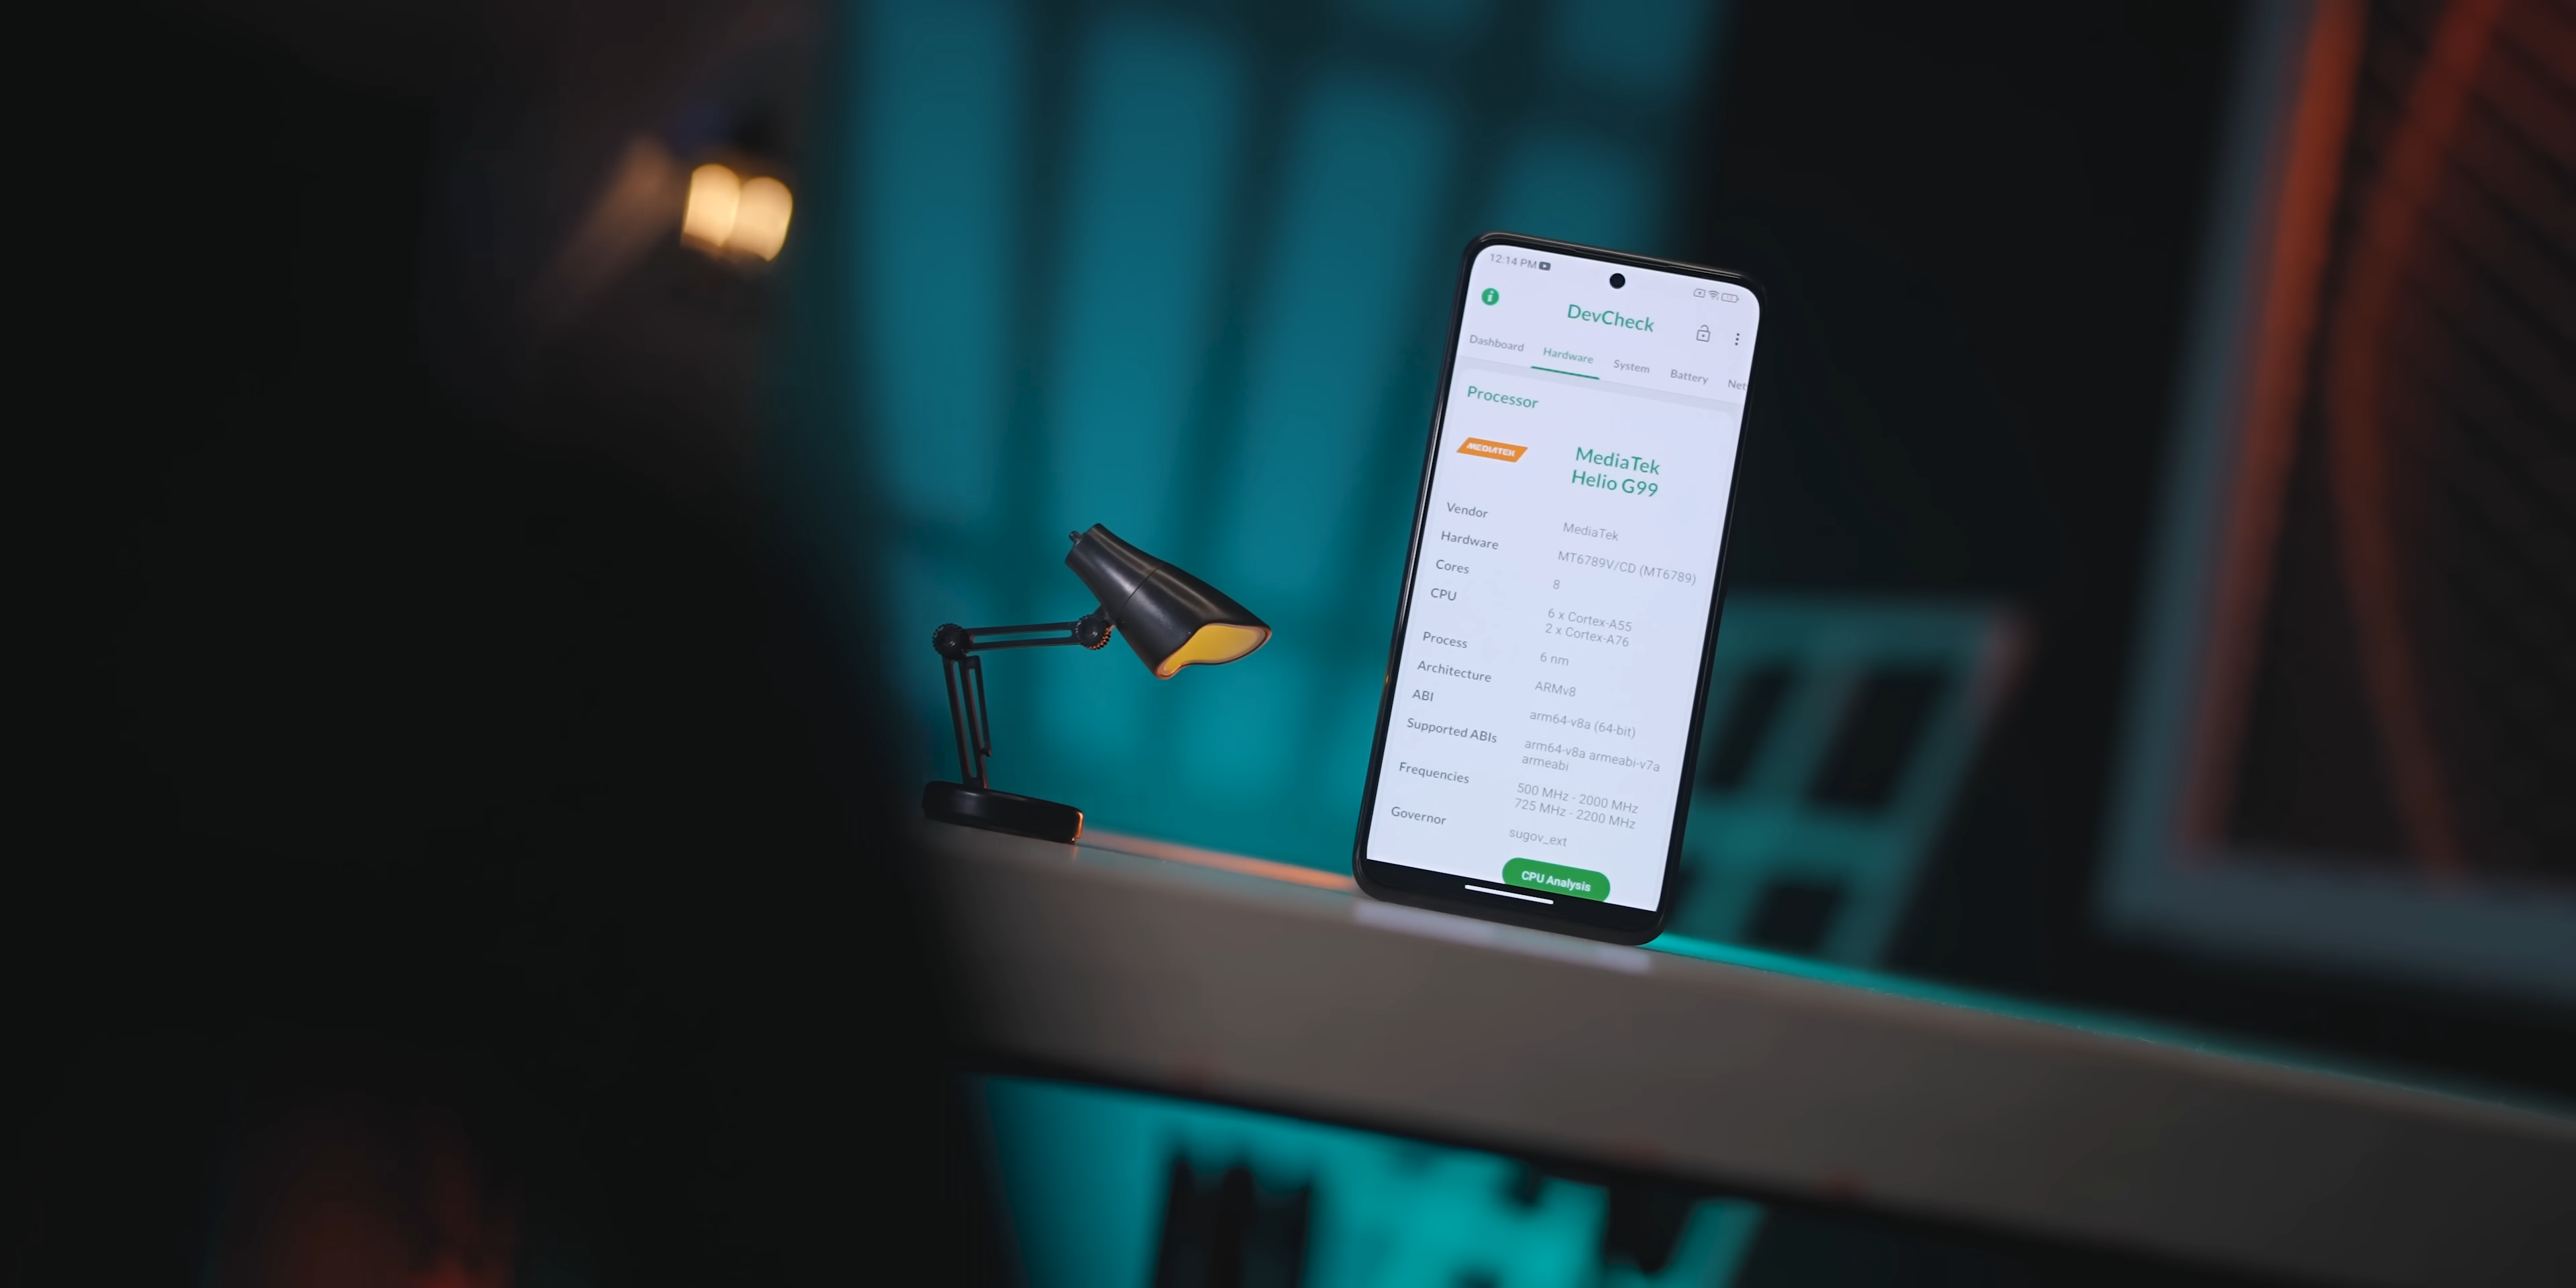 12:14 PM
DevCheck
Dashboard Hardware System Battery Net
Processor
MEDIATEK
MediaTek
Helio G99
Vendor MediaTek
Hardware MT6789V/CD (MT6789)
Cores 8
CPU 6 x Cortex-A55
2 x Cortex-A76
Process 6 nm
Architecture ARMv8
ABI arm64-v8a (64-bit)
Supported ABIs arm64-v8a armeabi-v7a
armeabi
Frequencies 500 MHz - 2000 MHz
725 MHz - 2200 MHz
Governor sugov_ext
CPU Analysis